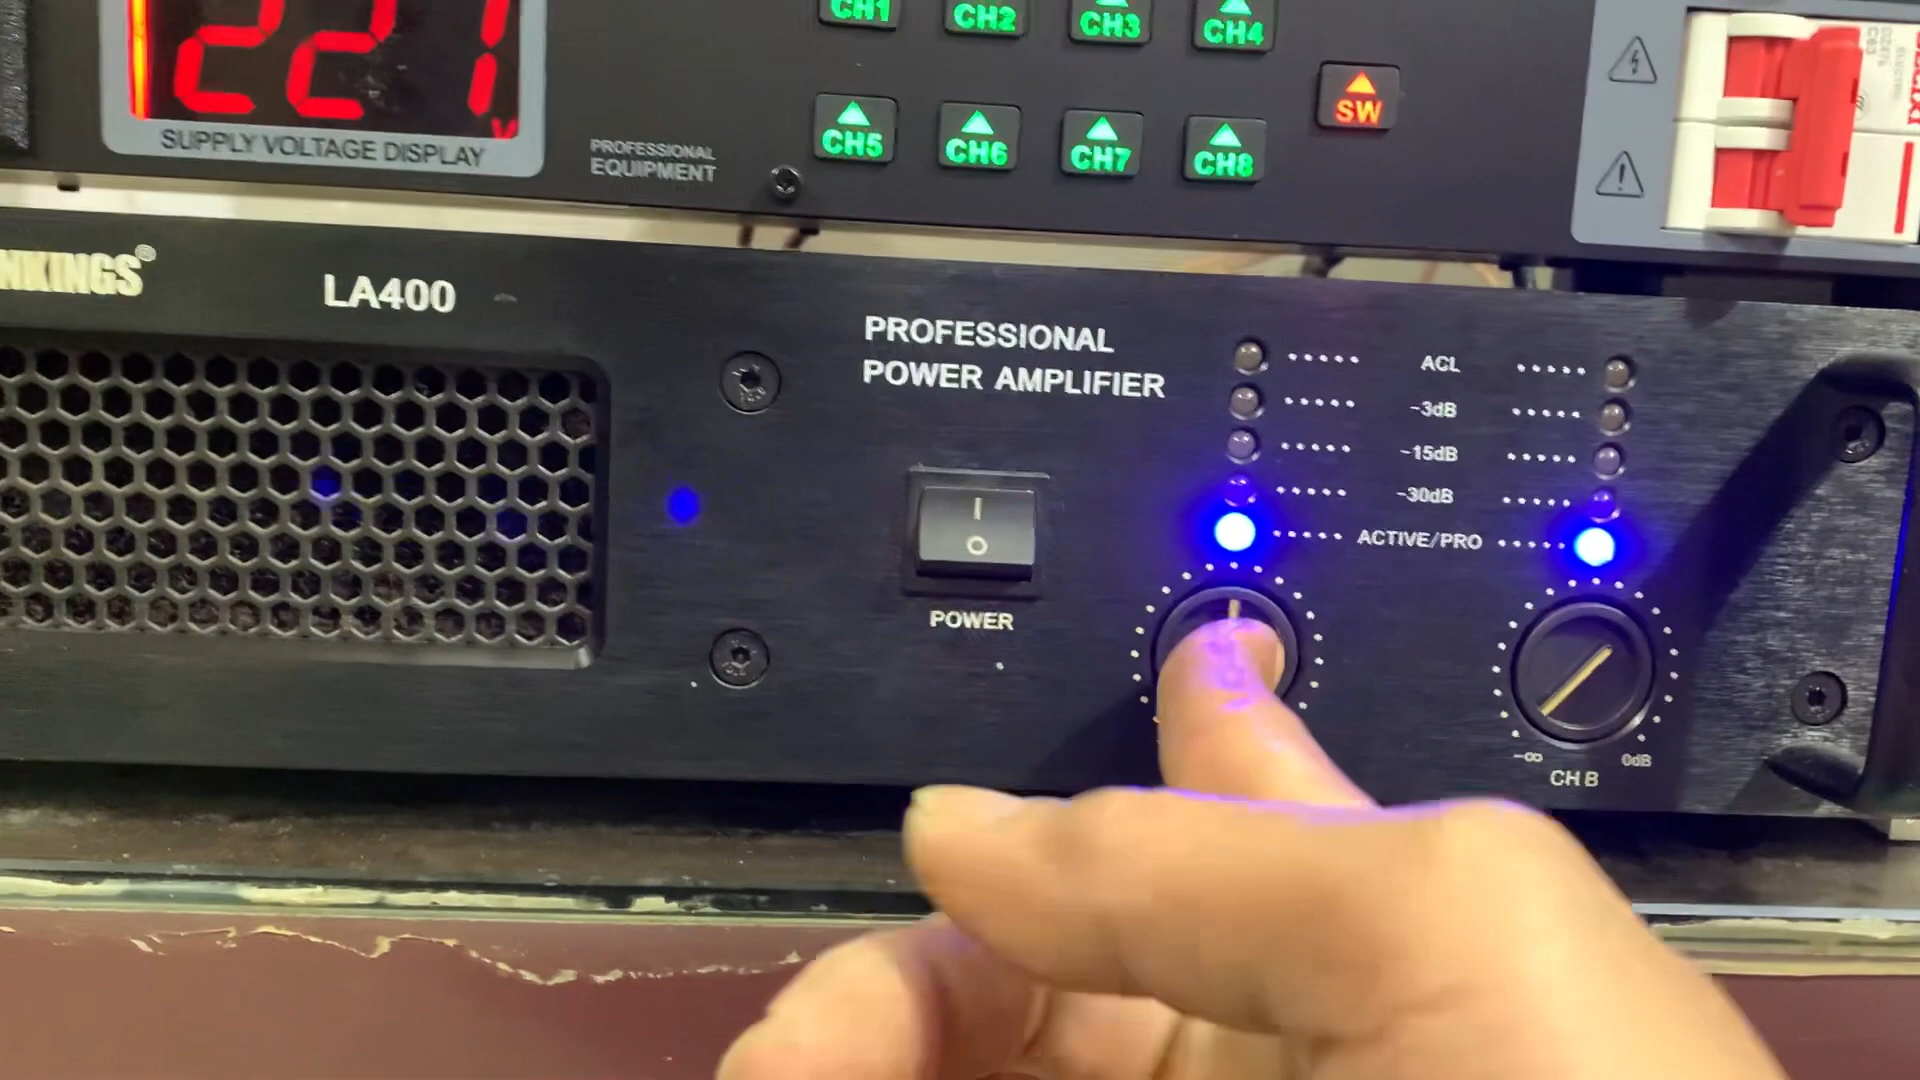 221
V
SUPPLY VOLTAGE DISPLAY
PROFESSIONAL
EQUIPMENT
CH1
CH2
CH3
CH4
CH5
CH6
CH7
CH8
SW
C63
NKINGS®
LA400
PROFESSIONAL
POWER AMPLIFIER
ACL
-3dB
-15dB
-30dB
ACTIVE/PRO
POWER
-∞
0dB
CH B